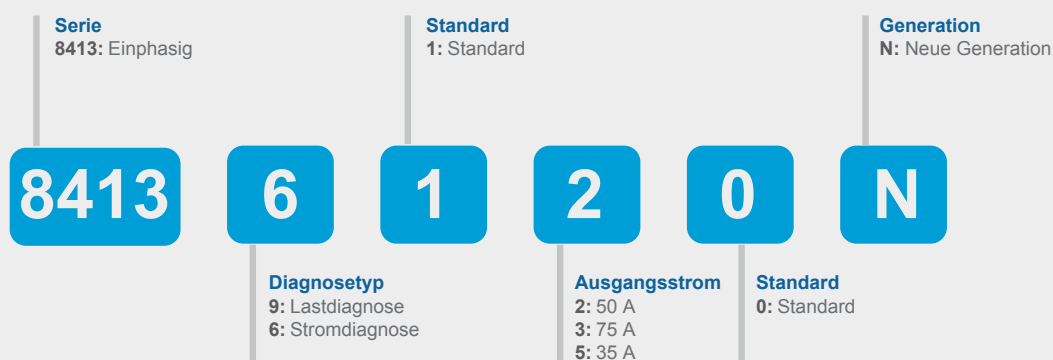 Serie
8413: Einphasig
Standard
1: Standard
Generation
N: Neue Generation
8413 6 1 2 0 N
Diagnosetyp
9: Lastdiagnose
6: Stromdiagnose
Ausgangsstrom
2: 50 A
3: 75 A
5: 35 A
Standard
0: Standard